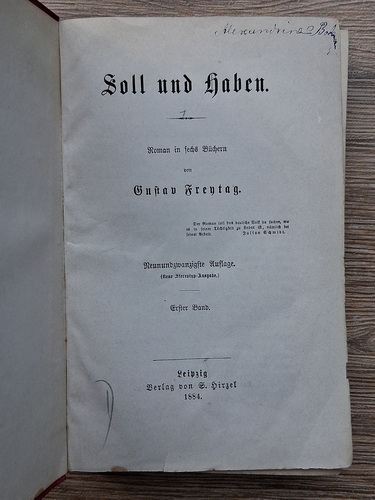 Soll und Haben.
Roman in sechs Büchern
von
Gustav Freytag.
Der Roman soll das deutsche Volk da suchen, wo
es in seiner Tüchtigkeit zu finden ist, nämlich bei
seiner Arbeit. Julian Schmidt.
Neunundzwanzigste Auflage.
Erster Band.
Leipzig
Verlag von S. Hirzel
1884.